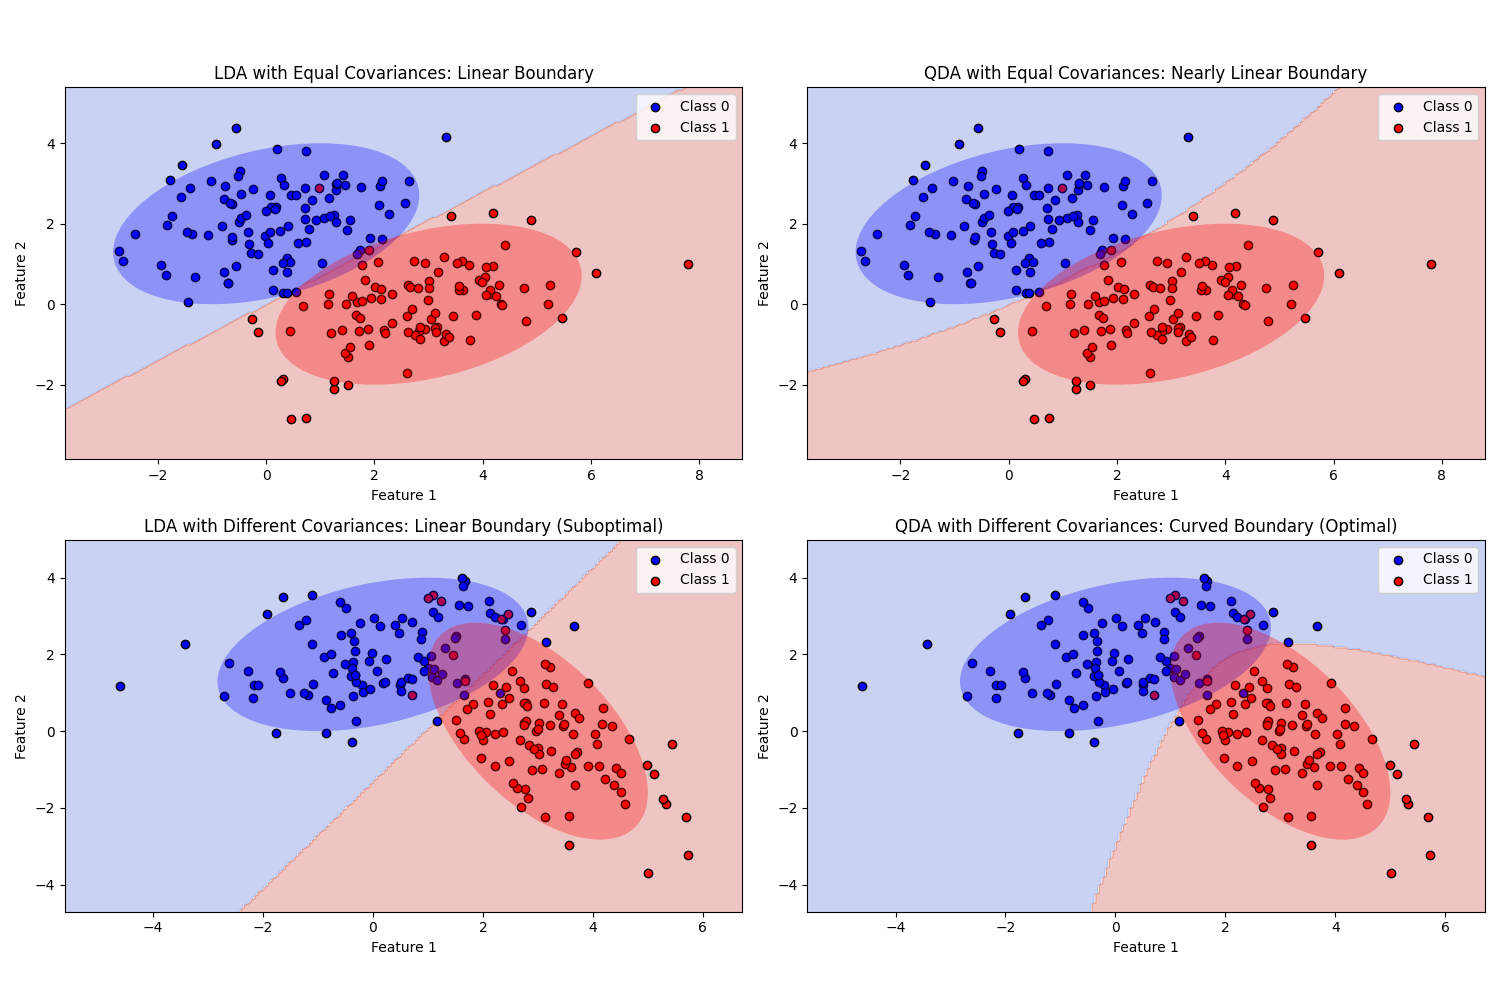 LDA with Equal Covariances: Linear Boundary
Class 0
Class 1
4
2
0
−2
Feature 2
−2
0
2
4
6
8
Feature 1
QDA with Equal Covariances: Nearly Linear Boundary
Class 0
Class 1
4
2
0
−2
Feature 2
−2
0
2
4
6
8
Feature 1
LDA with Different Covariances: Linear Boundary (Suboptimal)
Class 0
Class 1
4
2
0
−2
−4
Feature 2
−4
−2
0
2
4
6
Feature 1
QDA with Different Covariances: Curved Boundary (Optimal)
Class 0
Class 1
4
2
0
−2
−4
Feature 2
−4
−2
0
2
4
6
Feature 1